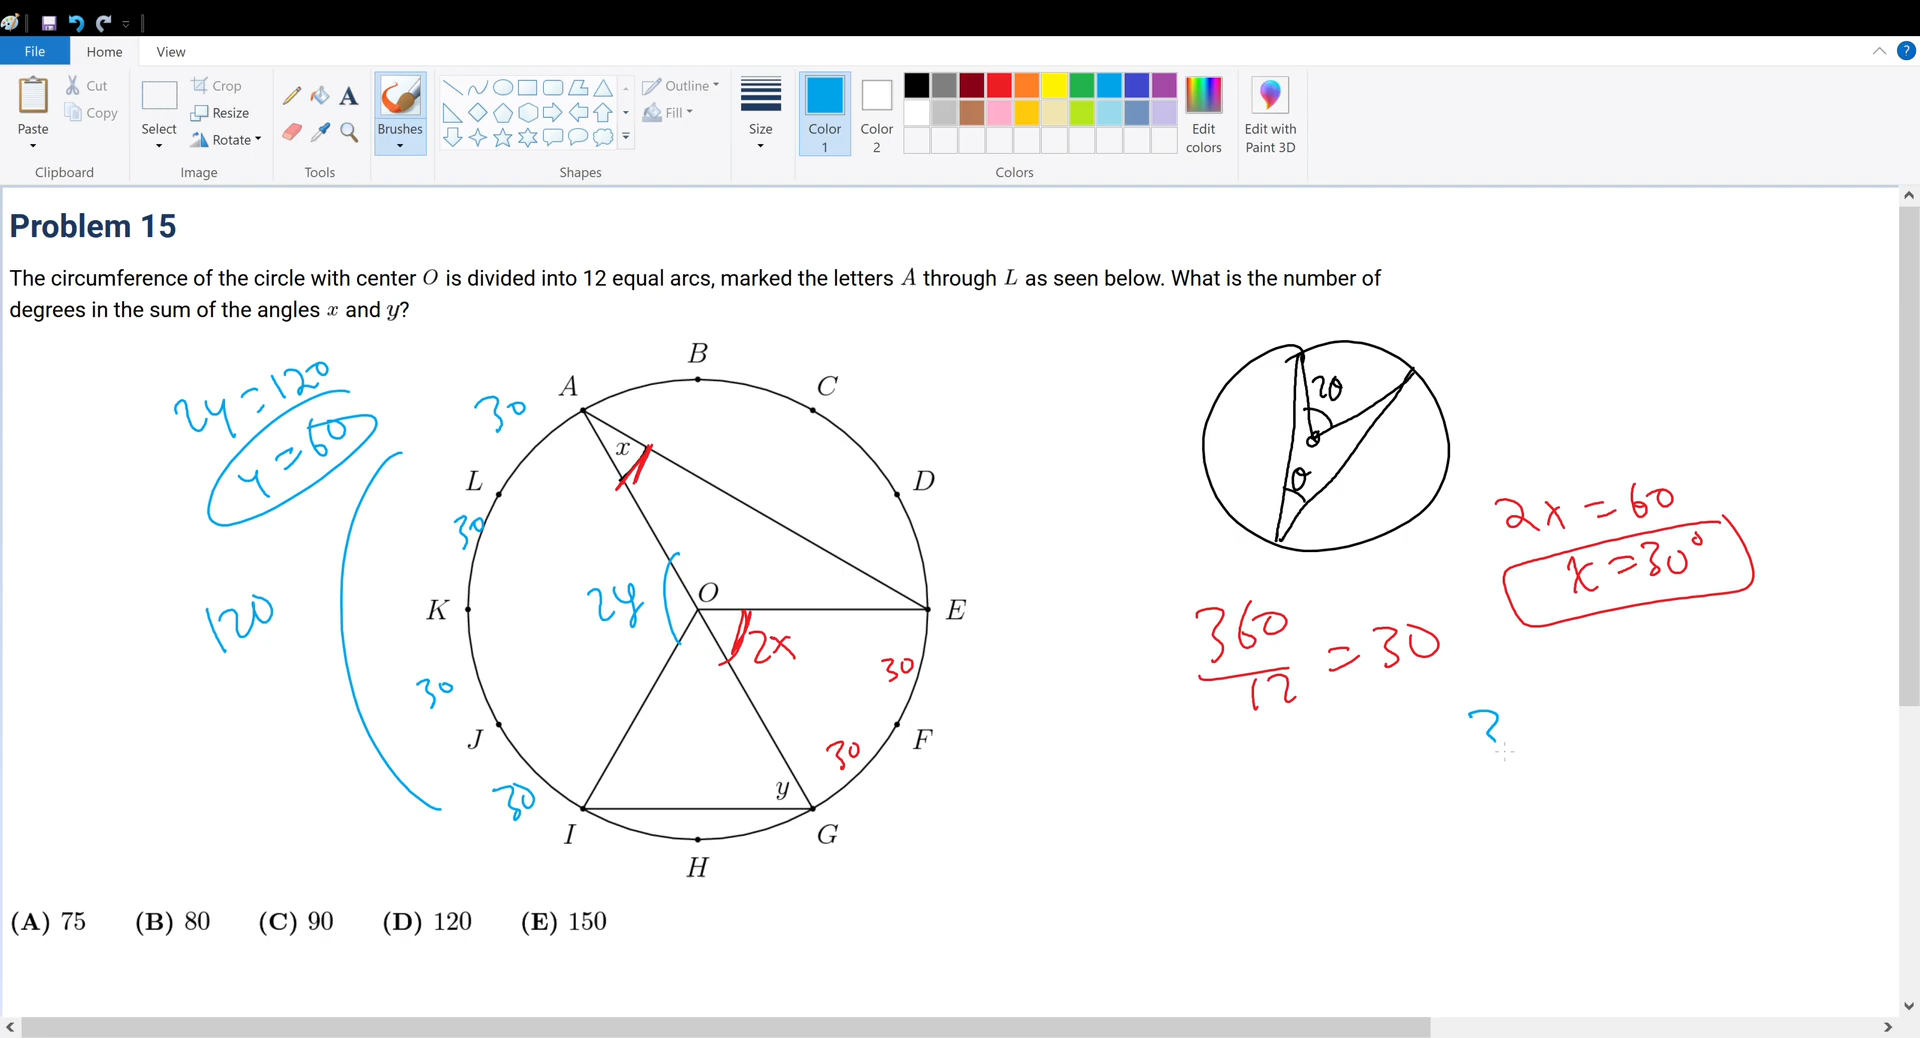 File Home View
Paste
Cut
Copy
Clipboard
Select
Crop
Resize
Rotate
Image
Tools
Brushes
Shapes
Outline
Fill
Size
Color 1
Color 2
Edit colors
Edit with Paint 3D
Colors
Problem 15
The circumference of the circle with center O is divided into 12 equal arcs, marked the letters A through L as seen below. What is the number of
degrees in the sum of the angles x and y?
2y = 120
y = 60
120
B
A
C
30
x
L
D
30
K
O
E
2y
2x
30
30
J
F
30
30
y
I
G
H
2θ
θ
2x = 60
x = 30°
360/12 = 30
3
(A) 75 (B) 80 (C) 90 (D) 120 (E) 150